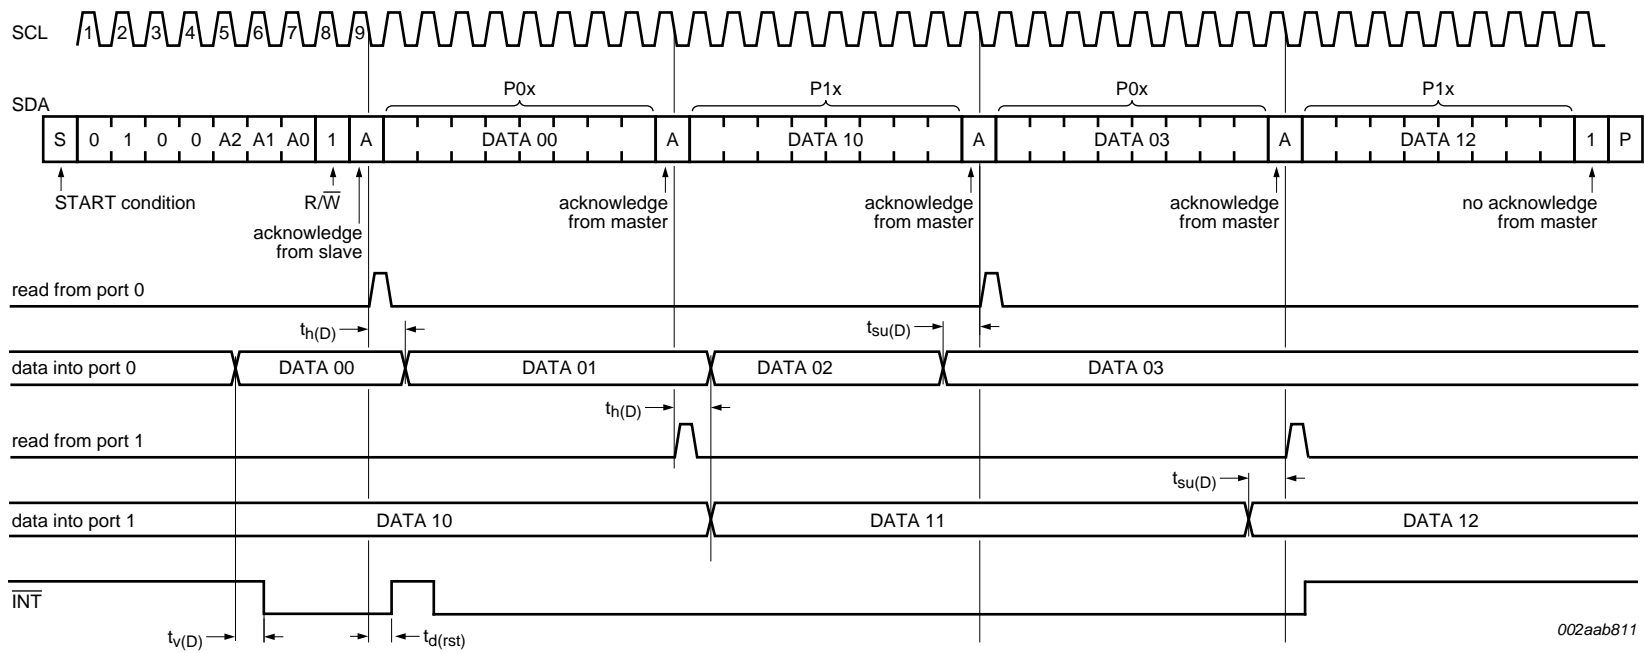 SCL
1 2 3 4 5 6 7 8 9
P0x P1x P0x P1x
SDA
S 0 1 0 0 A2 A1 A0 1 A DATA 00 A DATA 10 A DATA 03 A DATA 12 1 P
START condition
R/W
acknowledge
from slave
acknowledge
from master
acknowledge
from master
acknowledge
from master
no acknowledge
from master
read from port 0
th(D)
tsu(D)
data into port 0 DATA 00 DATA 01 DATA 02 DATA 03
th(D)
read from port 1
tsu(D)
data into port 1 DATA 10 DATA 11 DATA 12
INT
tv(D) td(rst)
002aab811